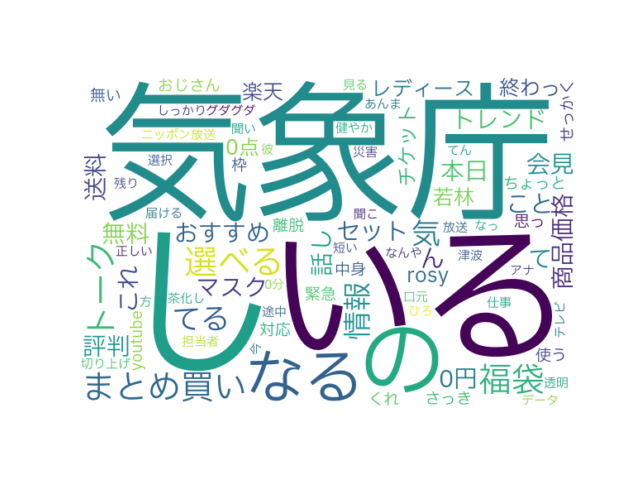 おじさん
見る
無い
楽天
レディース
終わっ
せっかく
しっかりグダグダ
あんま
気象庁
ニッポン放送
聞い
健やか
チケット
トレンド
0点
彼
選択
枠
災害
てん
送料
本日
会見
残り
若林
ちょっと
届ける
聞こ
こと
思っ
無料
おすすめ
離脱
セット
気
放送
なっ
商品価格
正しい
選べる
話し
短い
なんや
ん
津波
て
トーク
これ
マスク
0分
中身
rosy
アナ
し
いる
の
方
茶化し
途中
緊急
情報
口元
仕事
youtube
てる
対応
ひろ
テレビ
評判
担当者
今
使う
切り上げ
まとめ買い
なる
0円
福袋
透明
くれ
さっき
データ